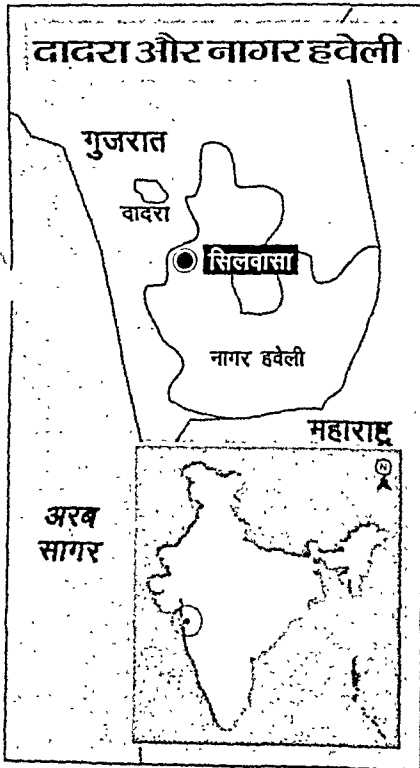 दादरा और नागर हवेली
गुजरात
दादरा
सिलवासा
नागर हवेली
महाराष्ट्र
N
अरब
सागर